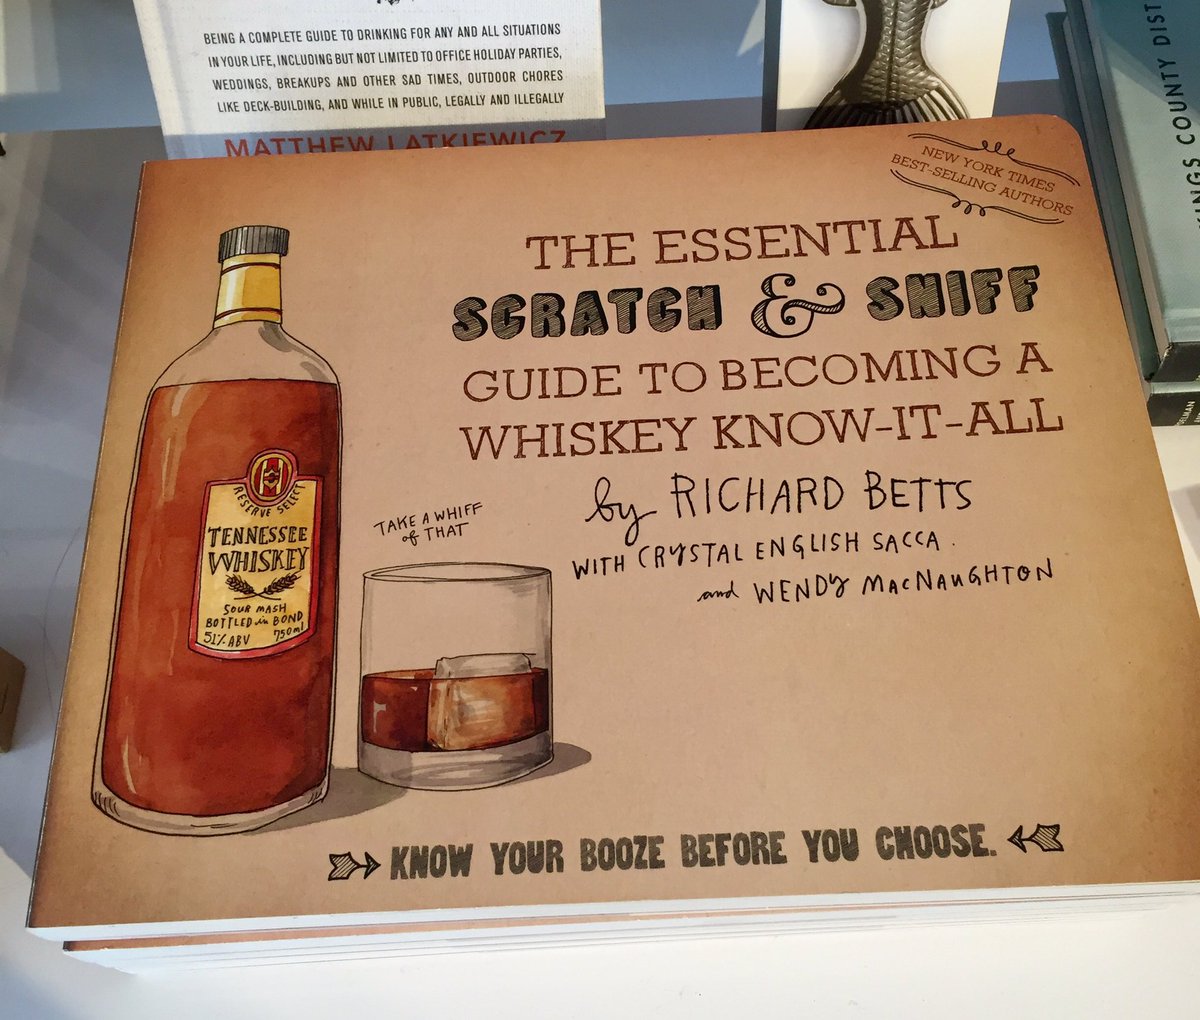 BEING A COMPLETE GUIDE TO DRINKING FOR ANY AND ALL SITUATIONS
IN YOUR LIFE, INCLUDING BUT NOT LIMITED TO OFFICE HOLIDAY PARTIES,
WEDDINGS, BREAKUPS AND OTHER SAD TIMES, OUTDOOR CHORES
LIKE DECK-BUILDING, AND WHILE IN PUBLIC, LEGALLY AND ILLEGALLY
MATTHEW LATKIEWICZ
NEW YORK TIMES
BEST-SELLING AUTHORS
THE ESSENTIAL
SCRATCH & SNIFF
GUIDE TO BECOMING A
WHISKEY KNOW-IT-ALL
by RICHARD BETTS
WITH CRYSTAL ENGLISH SACCA
and WENDY MACNAUGHTON
TAKE A WHIFF
of THAT
RESERVE SELECT
TENNESSEE
WHISKEY
SOUR MASH
BOTTLED in BOND
51% ABV 750ml
KNOW YOUR BOOZE BEFORE YOU CHOOSE.
COUNTY DIST